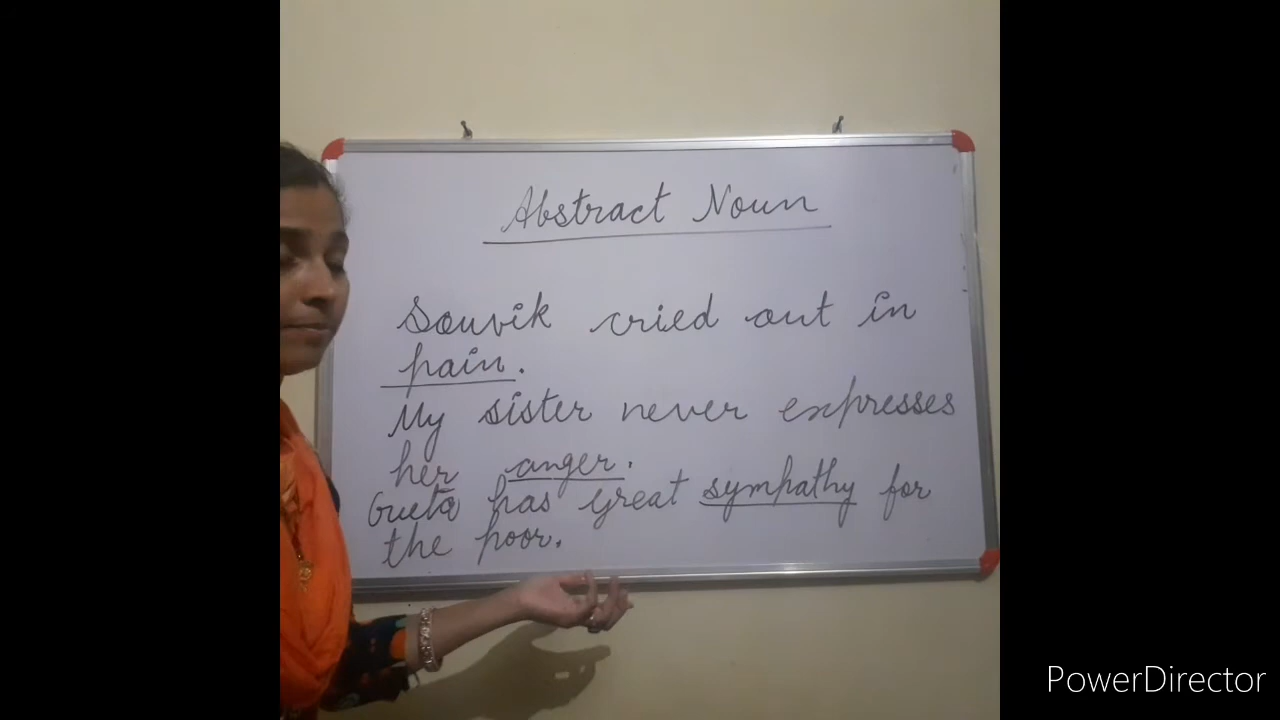 Abstract Noun
Souvik cried out in
pain.
My sister never expresses
her anger.
Geeta has great sympathy for
the poor.
PowerDirector